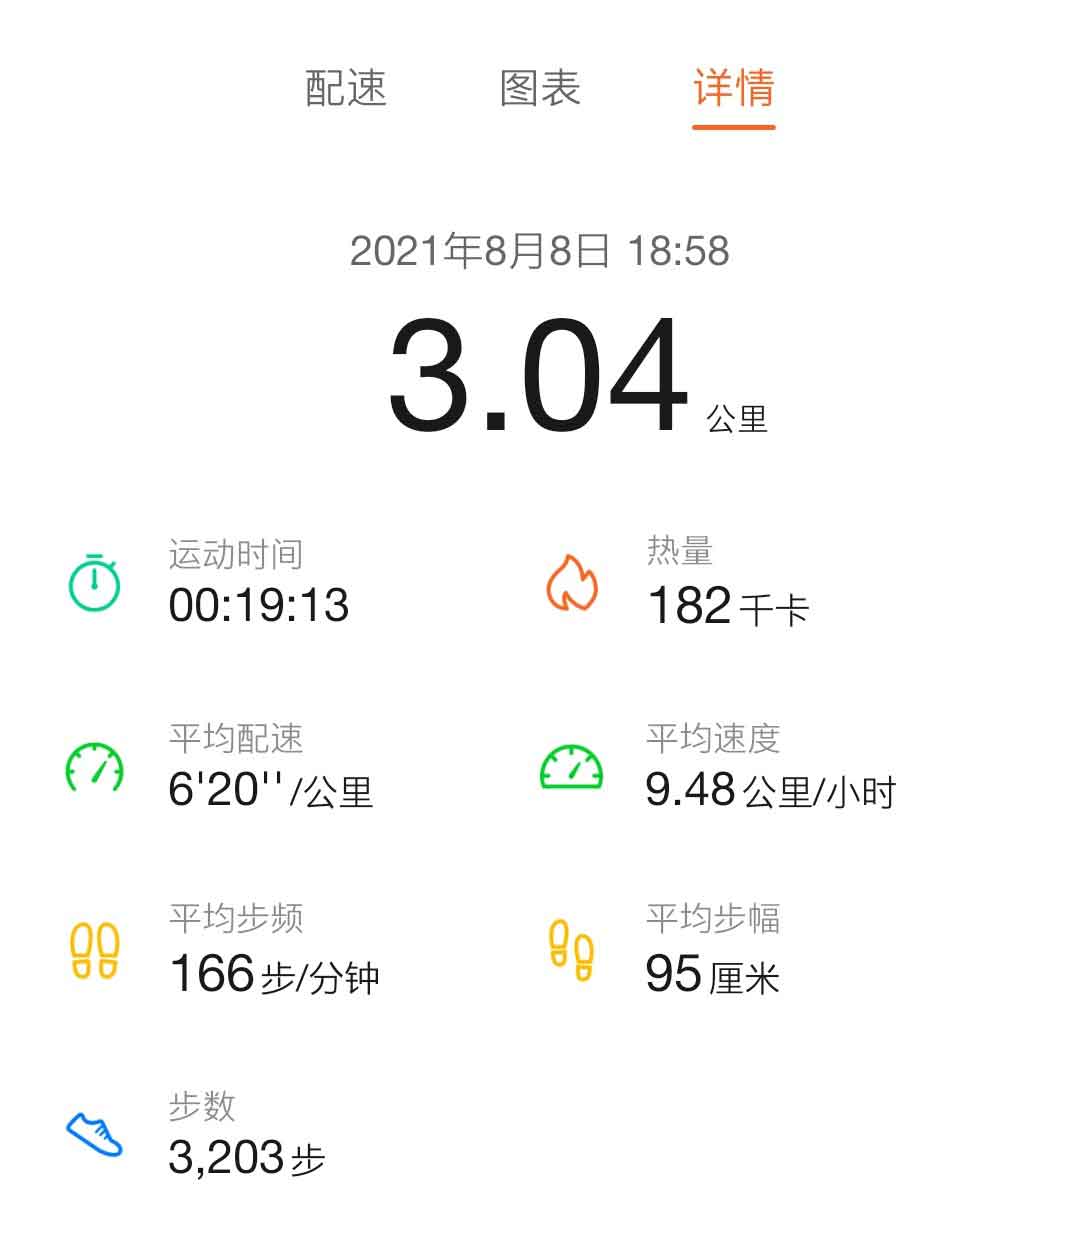 配速 图表 详情
2021年8月8日 18:58
3.04 公里
运动时间 热量
00:19:13 182 千卡
平均配速 平均速度
6'20''/公里 9.48 公里/小时
平均步频 平均步幅
166 步/分钟 95 厘米
步数
3,203 步